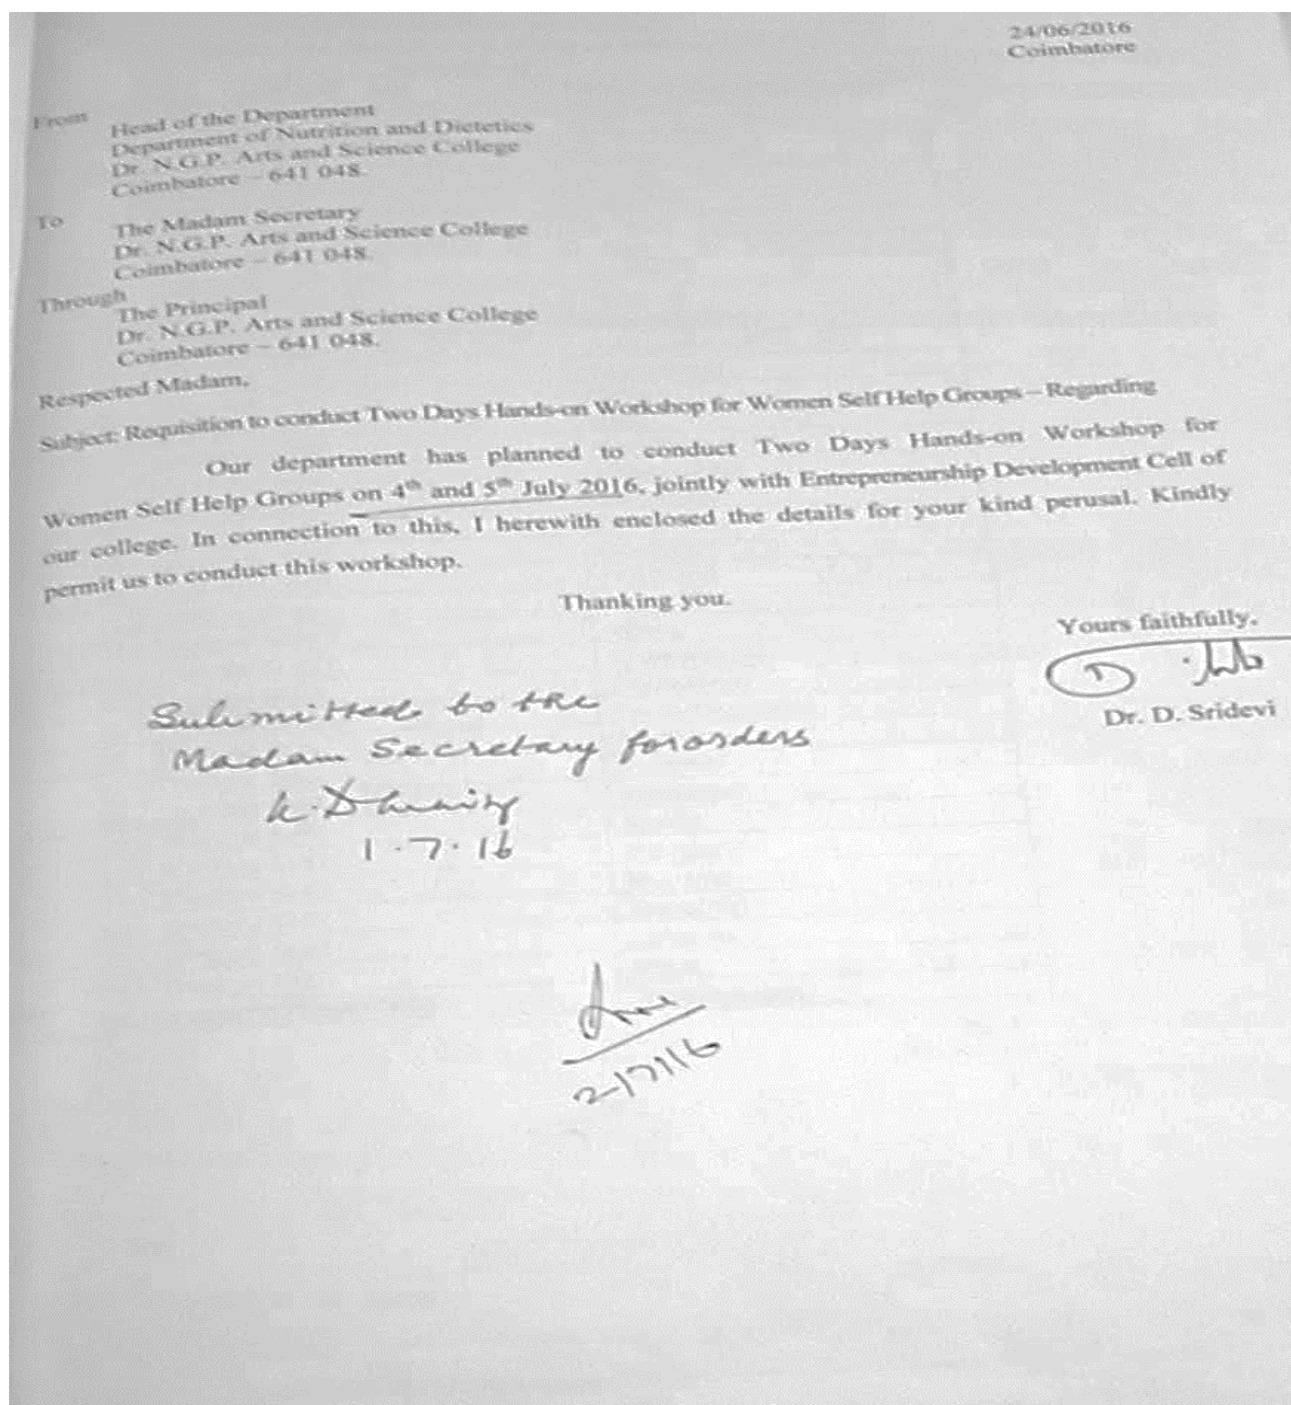 24/06/2016
Coimbatore
From
Head of the Department
Department of Nutrition and Dietetics
Dr. N.G.P. Arts and Science College
Coimbatore – 641 048.
To
The Madam Secretary
Dr. N.G.P. Arts and Science College
Coimbatore – 641 048.
Through
The Principal
Dr. N.G.P. Arts and Science College
Coimbatore – 641 048.
Respected Madam,
Subject: Requisition to conduct Two Days Hands-on Workshop for Women Self Help Groups – Regarding
Our department has planned to conduct Two Days Hands-on Workshop for
Women Self Help Groups on 4th and 5th July 2016, jointly with Entrepreneurship Development Cell of
our college. In connection to this, I herewith enclosed the details for your kind perusal. Kindly
permit us to conduct this workshop.
Thanking you.
Yours faithfully,
Dr. D. Sridevi
Submitted to the
Madam Secretary for orders
1.7.16
2/7/16